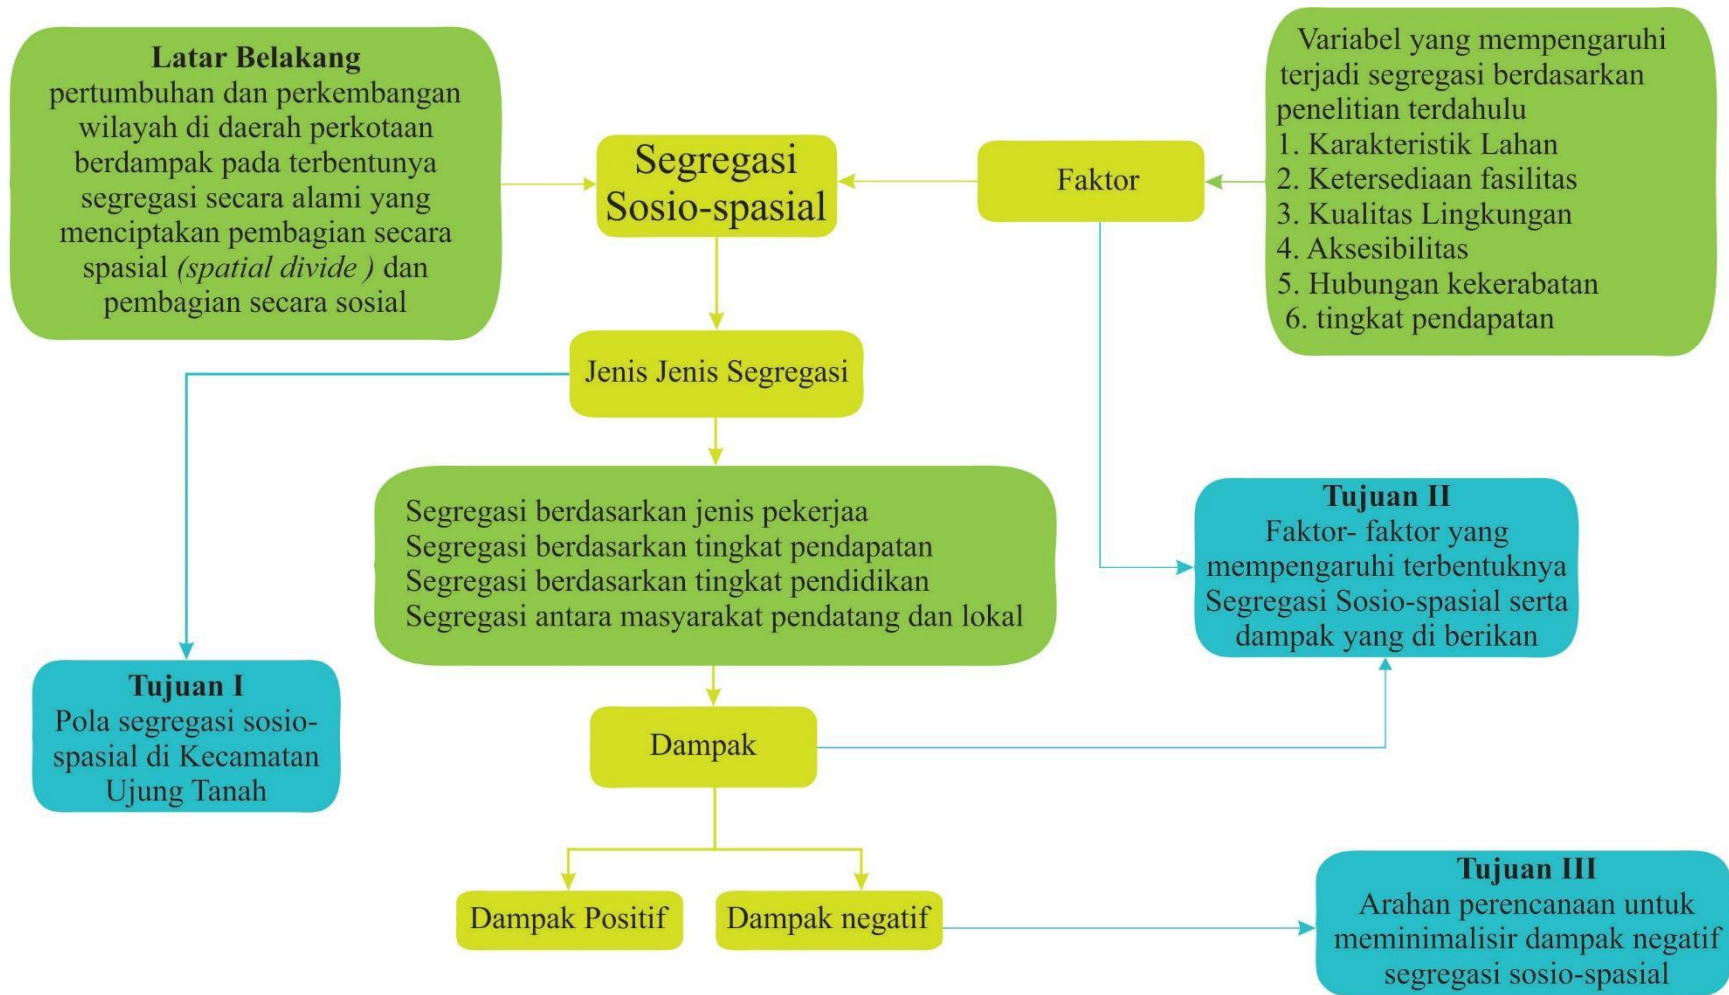 Latar Belakang
pertumbuhan dan perkembangan
wilayah di daerah perkotaan
berdampak pada terbentunya
segregasi secara alami yang
menciptakan pembagian secara
spasial (spatial divide ) dan
pembagian secara sosial
Segregasi
Sosio-spasial
Faktor
Variabel yang mempengaruhi
terjadi segregasi berdasarkan
penelitian terdahulu
1. Karakteristik Lahan
2. Ketersediaan fasilitas
3. Kualitas Lingkungan
4. Aksesibilitas
5. Hubungan kekerabatan
6. tingkat pendapatan
Jenis Jenis Segregasi
Segregasi berdasarkan jenis pekerjaa
Segregasi berdasarkan tingkat pendapatan
Segregasi berdasarkan tingkat pendidikan
Segregasi antara masyarakat pendatang dan lokal
Tujuan II
Faktor- faktor yang
mempengaruhi terbentuknya
Segregasi Sosio-spasial serta
dampak yang di berikan
Tujuan I
Pola segregasi sosio-
spasial di Kecamatan
Ujung Tanah
Dampak
Dampak Positif
Dampak negatif
Tujuan III
Arahan perencanaan untuk
meminimalisir dampak negatif
segregasi sosio-spasial